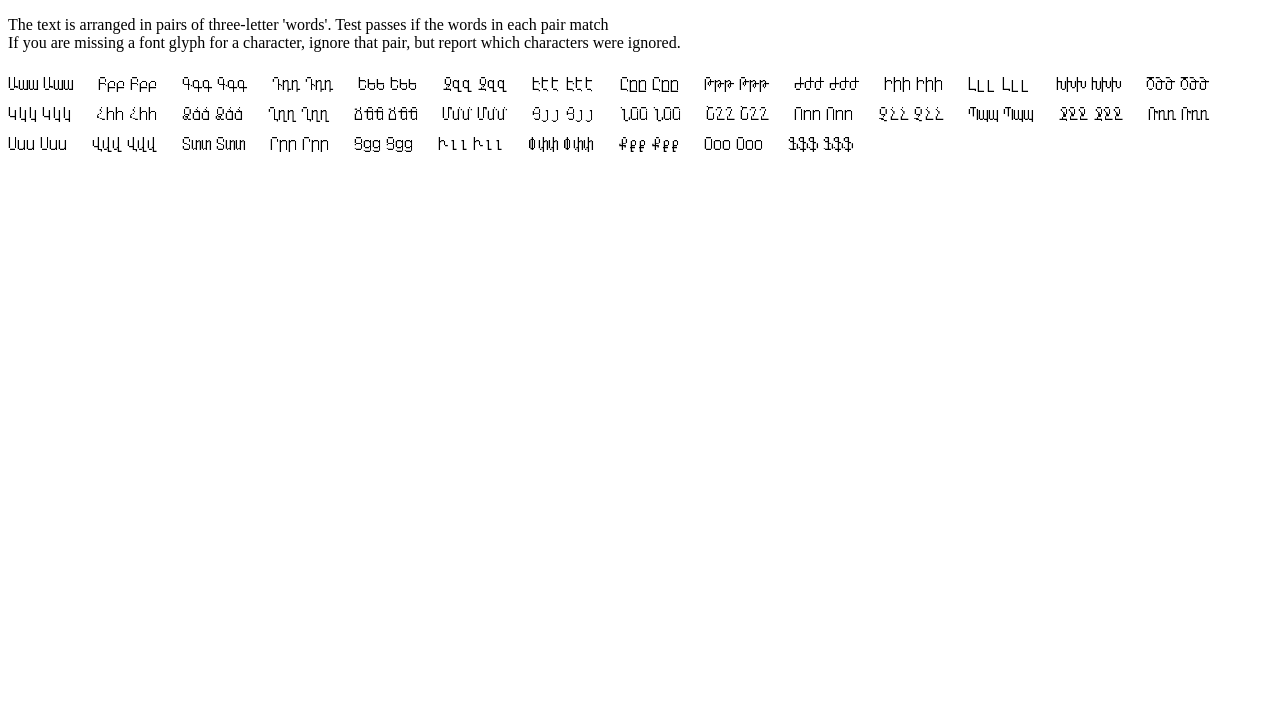 The text is arranged in pairs of three-letter 'words'. Test passes if the words in each pair match
If you are missing a font glyph for a character, ignore that pair, but report which characters were ignored.
Աաա Աաա Բբբ Բբբ Գգգ Գգգ Դդդ Դդդ Եեե Եեե Զզզ Զզզ Էէէ Էէէ Ըըը Ըըը Թթթ Թթթ Ժժժ Ժժժ Իիի Իիի Լլլ Լլլ Խխխ Խխխ Ծծծ Ծծծ
Կկկ Կկկ Հհհ Հհհ Ձձձ Ձձձ Ղղղ Ղղղ Ճճճ Ճճճ Մմմ Մմմ Յյյ Յյյ Ննն Ննն Շշշ Շշշ Ոոո Ոոո Չչչ Չչչ Պպպ Պպպ Ջջջ Ջջջ Ռռռ Ռռռ
Սսս Սսս Վվվ Վվվ Տտտ Տտտ Րրր Րրր Ցցց Ցցց Ււււ Ււււ Փփփ Փփփ Քքք Քքք Օօօ Օօօ Ֆֆֆ Ֆֆֆ